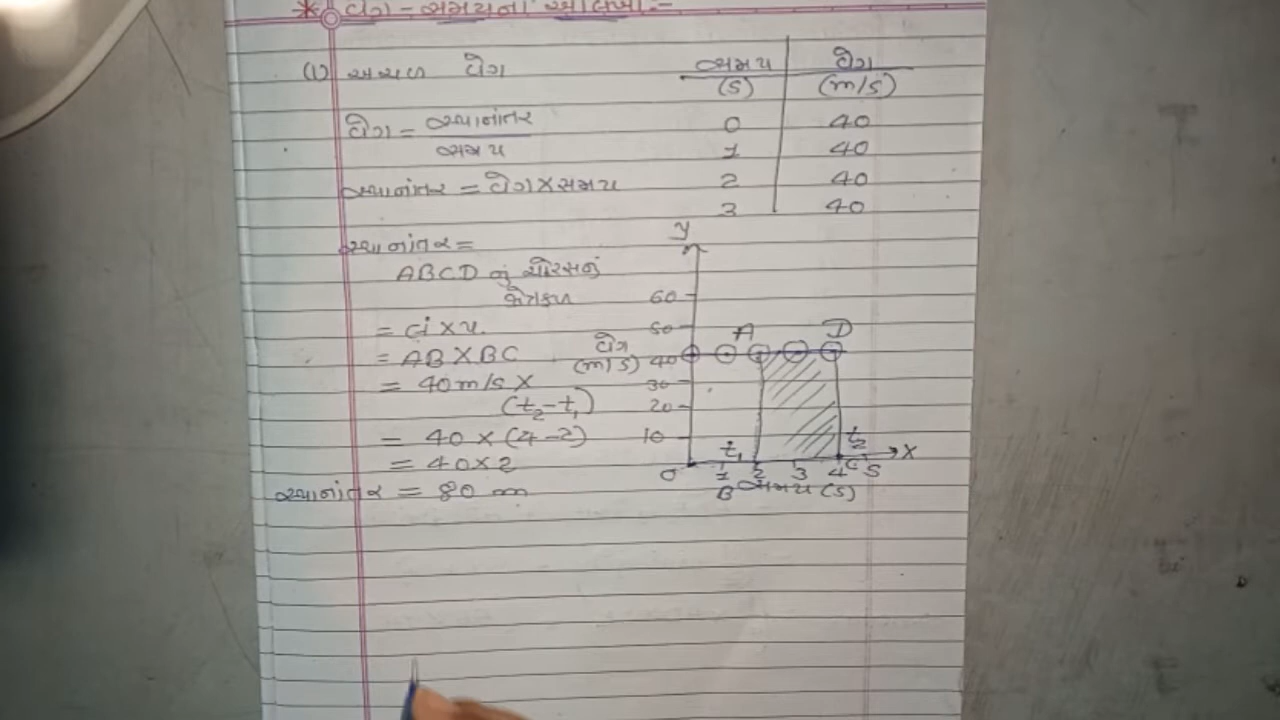 * વેગ - સમયના આલેખો :-
(1) અચળ વેગ
સમય વેગ
(s) (m/s)
વેગ = સ્થાનાંતર
સમય
0 40
1 40
સ્થાનાંતર = વેગ x સમય
2 40
3 40
સ્થાનાંતર =
ABCD નું ચોરસનું
ક્ષેત્રફળ
= લં x પ.
= AB X BC
= 40 m/s x
(t₂-t₁)
= 40 x (4-2)
= 40x2
સ્થાનાંતર = 80 m
y
60
50
A D
વેગ
(m/s) 40
30
20
10
t₁ t₂
X
0 1 2 3 4 C 5
B સમય (s)